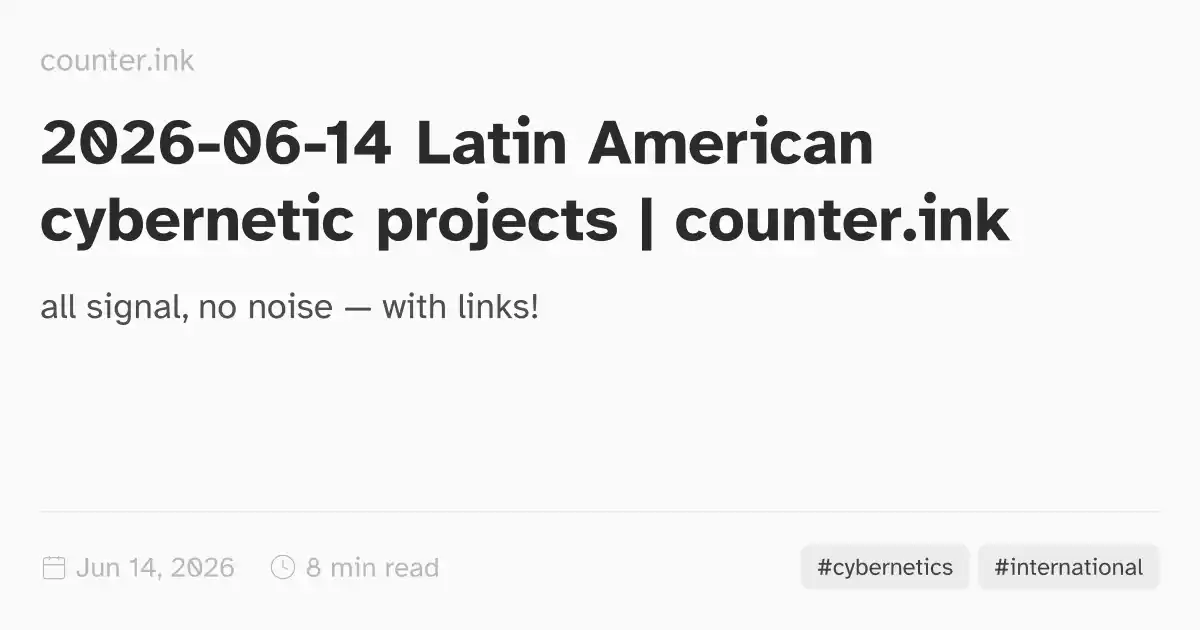 counter.ink
2026-06-14 Latin American
cybernetic projects | counter.ink
all signal, no noise — with links!
Jun 14, 2026
8 min read
#cybernetics
#international